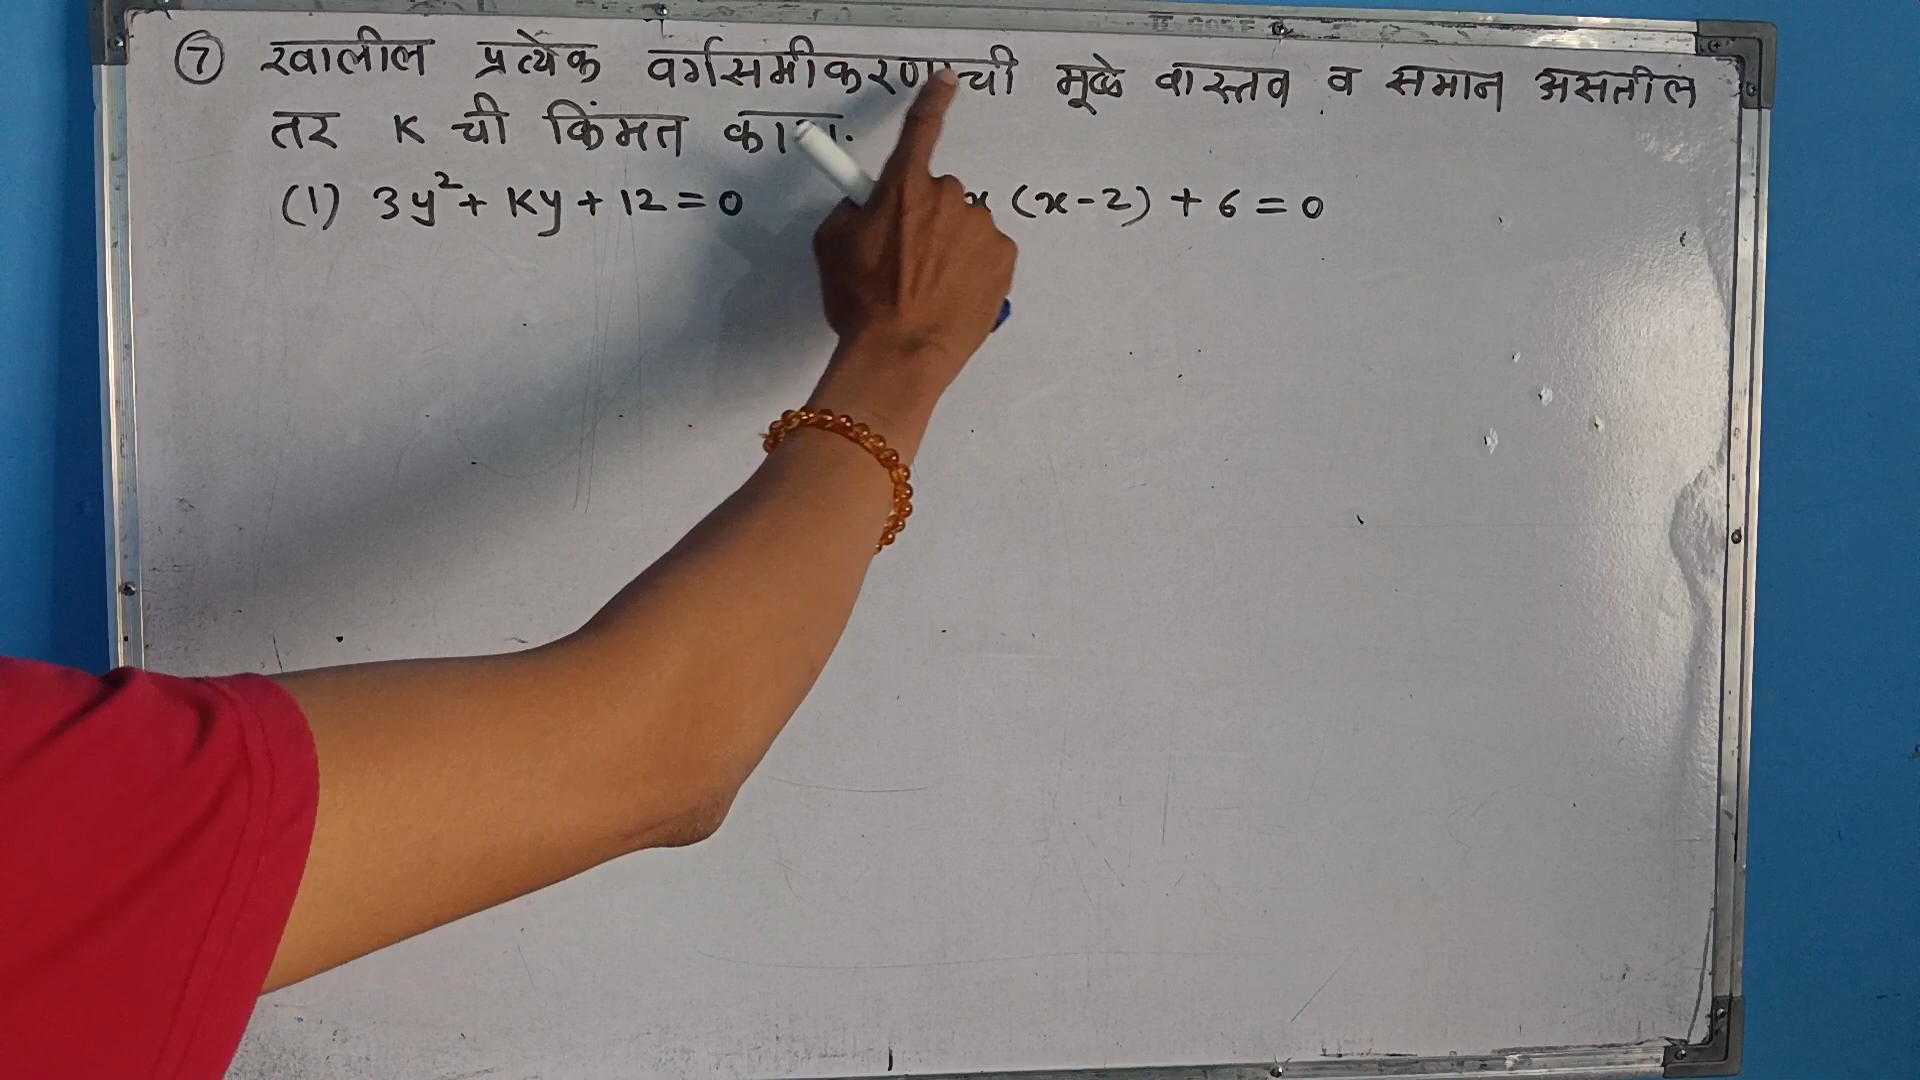 ⑦ खालील प्रत्येक वर्गसमीकरणाची मूळे वास्तव व समान असतील
तर K ची किंमत
(1) 3y²+ Ky + 12 = 0 x (x-2) + 6 = 0